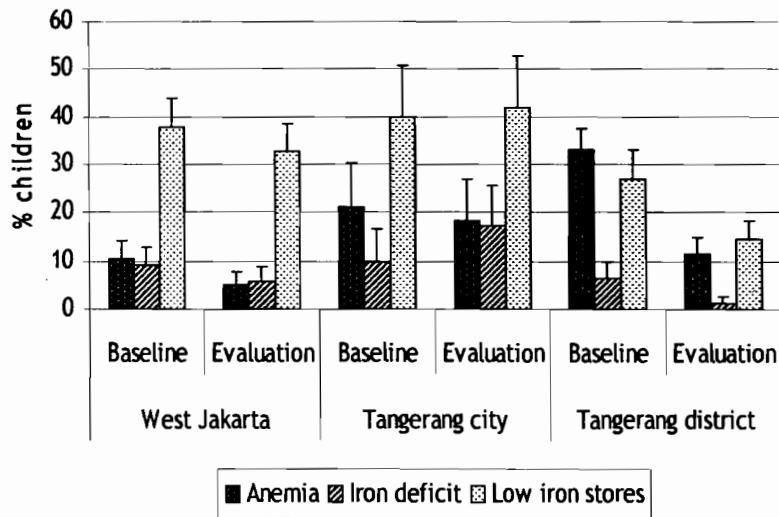 60
50
40
30
20
10
0
% children
Baseline Evaluation Baseline Evaluation Baseline Evaluation
West Jakarta Tangerang city Tangerang district
Anemia Iron deficit Low iron stores